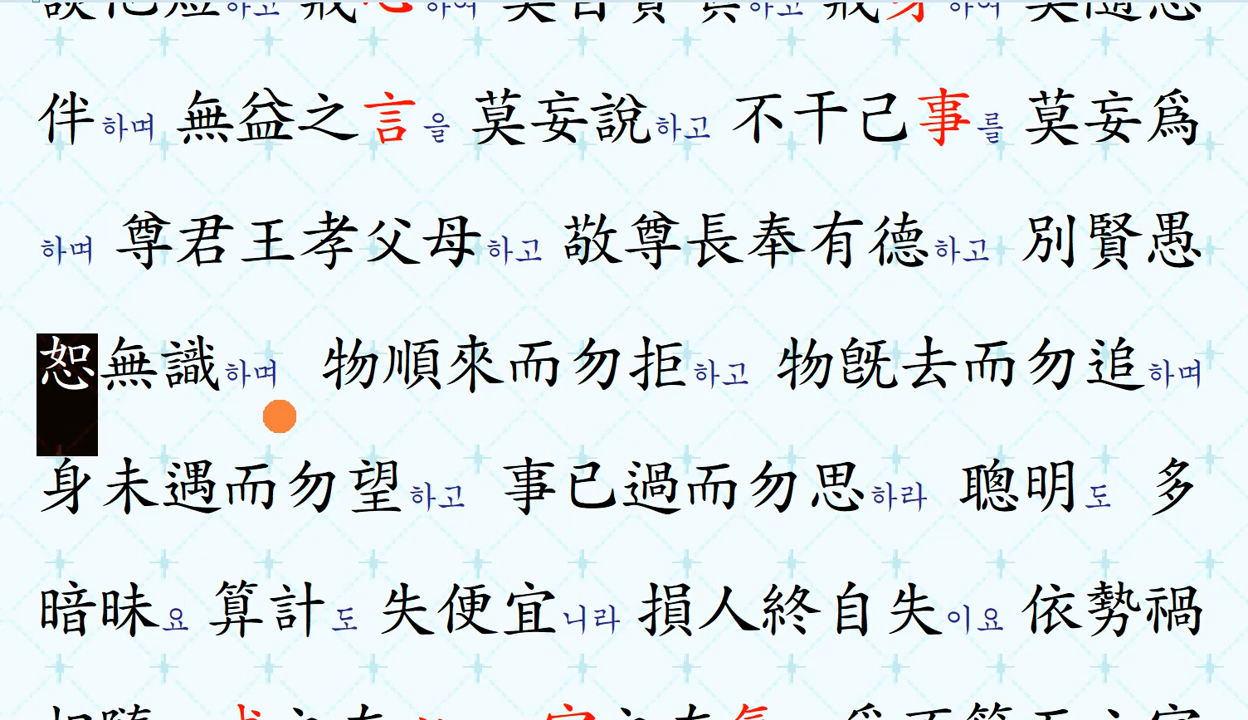 伴하며 無益之言을 莫妄說하고 不干己事를 莫妄爲
하며 尊君王孝父母하고 敬尊長奉有德하고 別賢愚
恕無識하며 物順來而勿拒하고 物旣去而勿追하며
身未遇而勿望하고 事已過而勿思하라 聰明도 多
暗昧요 算計도 失便宜니라 損人終自失이요 依勢禍